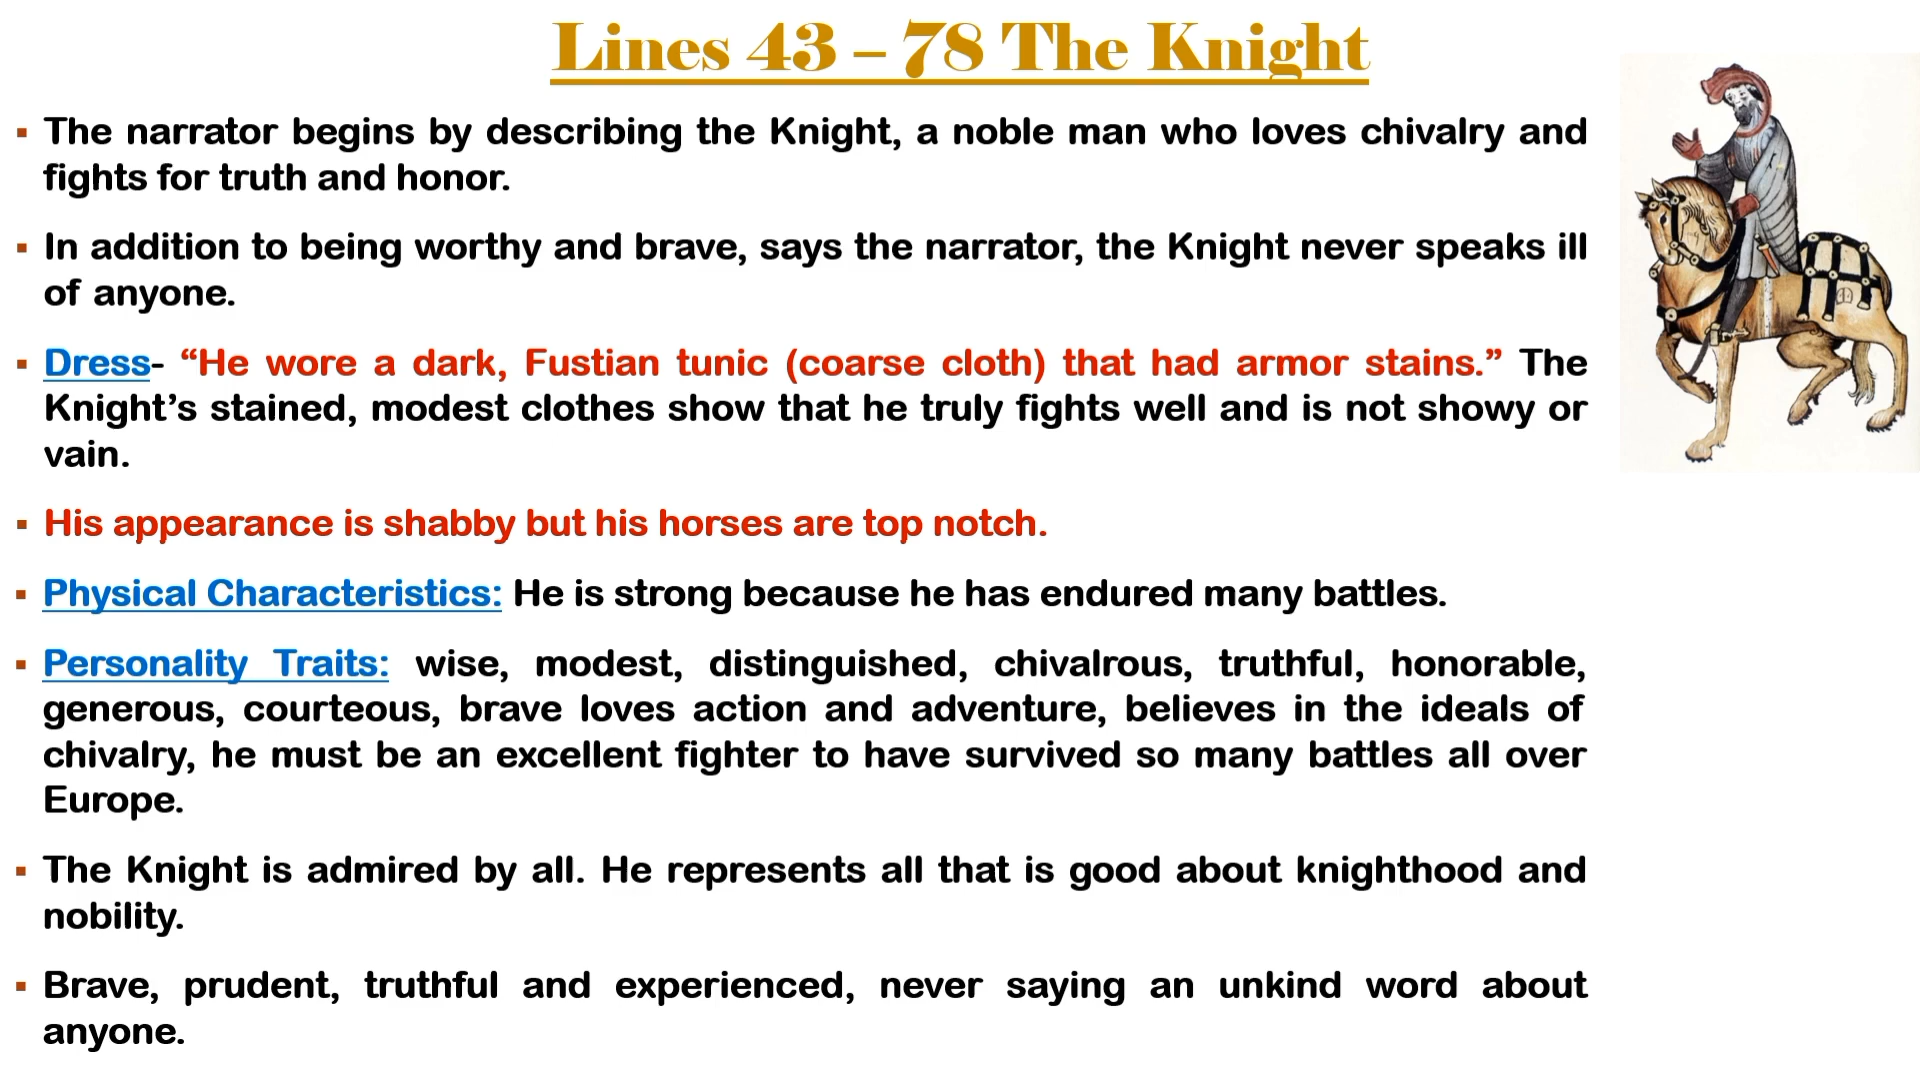 Lines 43 – 78 The Knight
▪ The narrator begins by describing the Knight, a noble man who loves chivalry and
fights for truth and honor.
▪ In addition to being worthy and brave, says the narrator, the Knight never speaks ill
of anyone.
▪ Dress- “He wore a dark, Fustian tunic (coarse cloth) that had armor stains.” The
Knight’s stained, modest clothes show that he truly fights well and is not showy or
vain.
▪ His appearance is shabby but his horses are top notch.
▪ Physical Characteristics: He is strong because he has endured many battles.
▪ Personality Traits: wise, modest, distinguished, chivalrous, truthful, honorable,
generous, courteous, brave loves action and adventure, believes in the ideals of
chivalry, he must be an excellent fighter to have survived so many battles all over
Europe.
▪ The Knight is admired by all. He represents all that is good about knighthood and
nobility.
▪ Brave, prudent, truthful and experienced, never saying an unkind word about
anyone.